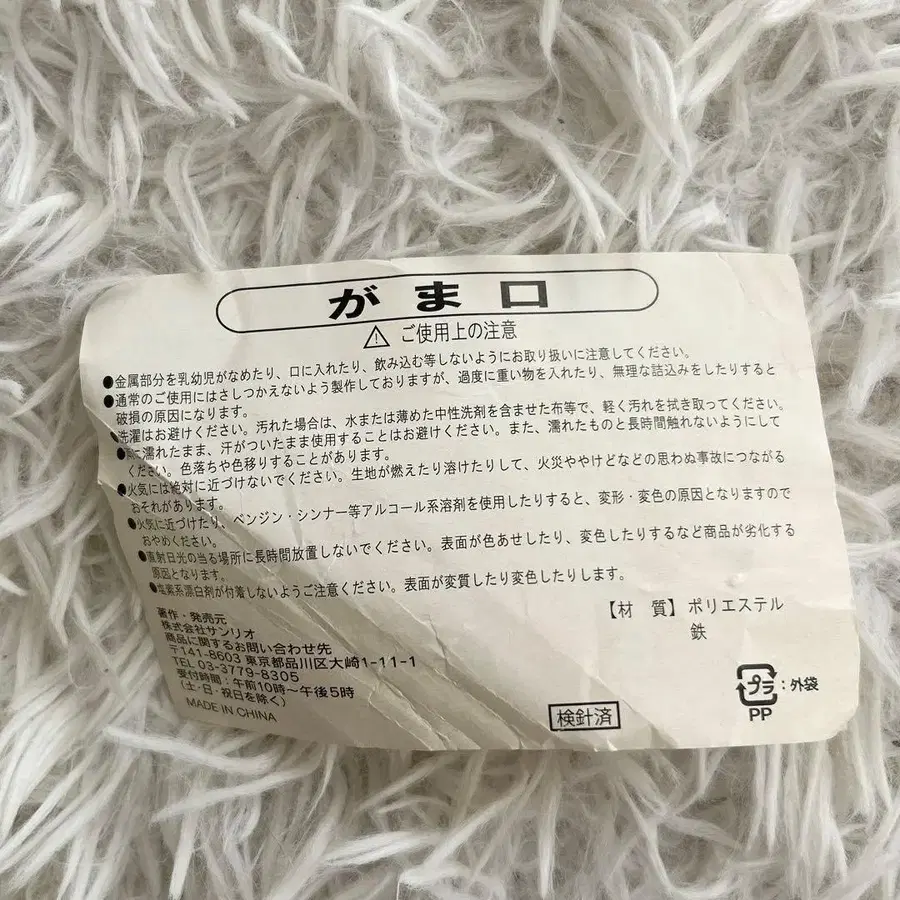 がま口
⚠ ご使用上の注意
●金属部分を乳幼児がなめたり、口に入れたり、飲み込む等しないようにお取り扱いに注意してください。
●通常のご使用にはさしつかえないよう製作しておりますが、過度に重い物を入れたり、無理な詰込みをしたりすると
破損の原因になります。
●洗濯はお避けください。汚れた場合は、水または薄めた中性洗剤を含ませた布等で、軽く汚れを拭き取ってください。
●に濡れたまま、汗がついたまま使用することはお避けください。また、濡れたものと長時間触れないようにして
ください。色落ちや色移りすることがあります。
●火気には絶対に近づけないでください。生地が燃えたり溶けたりして、火災ややけどなどの思わぬ事故につながる
おそれがあります。
●火気に近づけたり、ベンジン・シンナー等アルコール系溶剤を使用したりすると、変形・変色の原因となりますので
おやめください。
●直射日光の当る場所に長時間放置しないでください。表面が色あせしたり、変色したりするなど商品が劣化する
原因となります。
●塩素系漂白剤が付着しないようご注意ください。表面が変質したり変色したりします。
【材 質】ポリエステル
鉄
著作・発売元
株式会社サンリオ
商品に関するお問い合わせ先
〒141-8603 東京都品川区大崎1-11-1
TEL 03-3779-8305
受付時間:午前10時〜午後5時
(土・日・祝日を除く)
MADE IN CHINA
検針済
プラ:外袋
PP